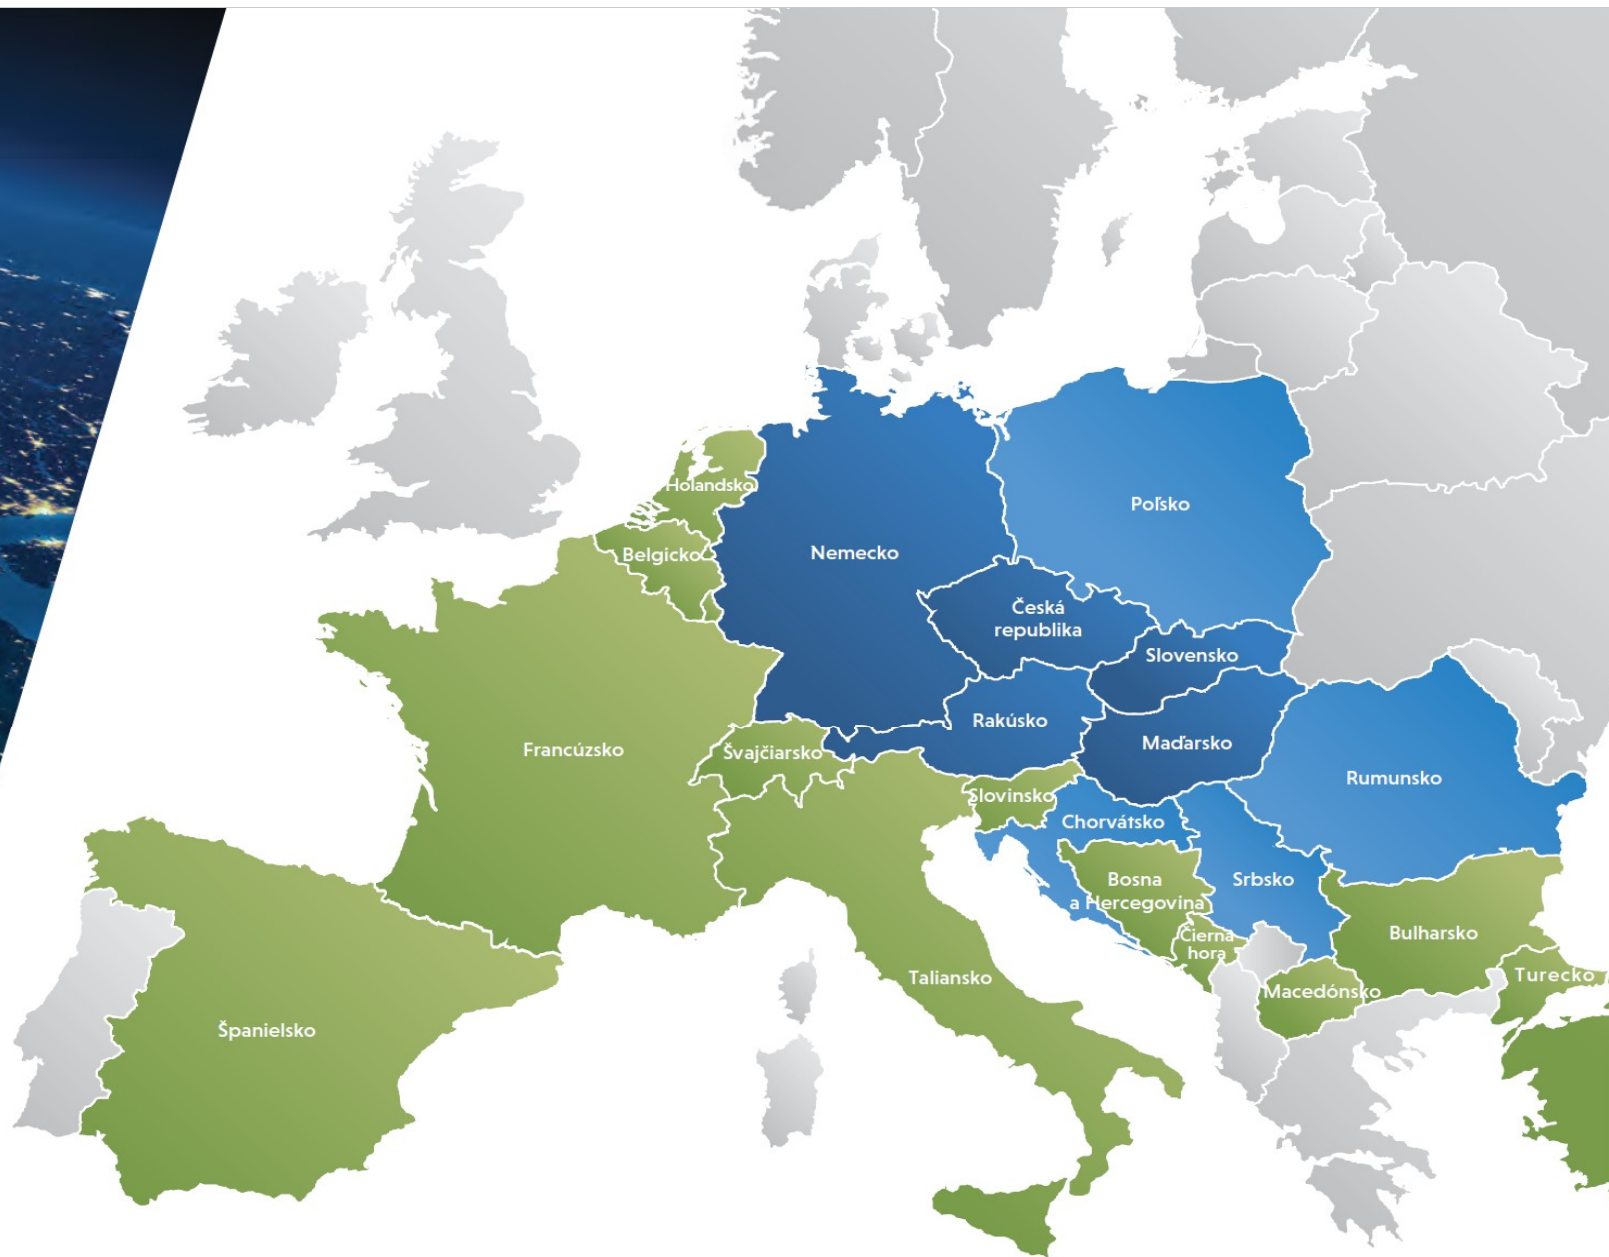 Holandsko
Poľsko
Belgicko
Nemecko
Česká
republika
Slovensko
Rakúsko
Maďarsko
Francúzsko
Švajčiarsko
Rumunsko
Slovinsko
Chorvátsko
Bosna
a Hercegovina
Srbsko
Čierna
hora
Bulharsko
Taliansko
Macedónsko
Turecko
Španielsko